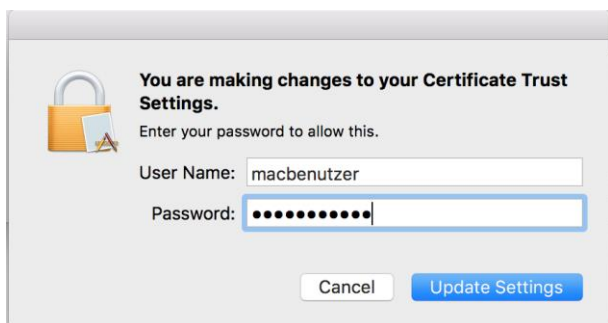 You are making changes to your Certificate Trust
Settings.
Enter your password to allow this.
User Name: macbenutzer
Password: ●●●●●●●●●●●
Cancel Update Settings